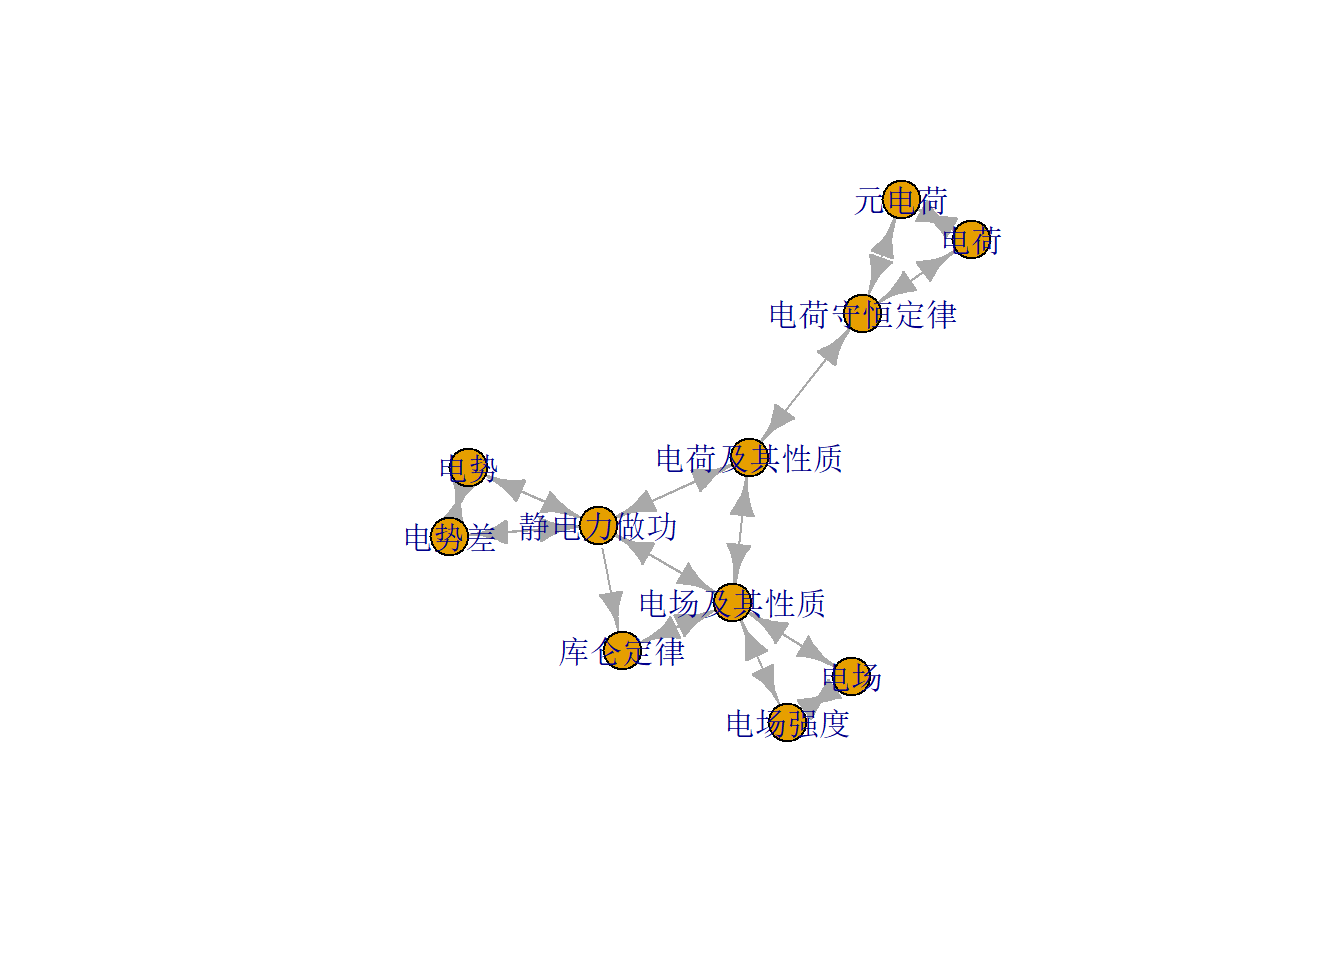 元电荷
电荷
电荷守恒定律
电荷及其性质
电势
静电力做功
电势差
电场及其性质
库仑定律
电场
电场强度